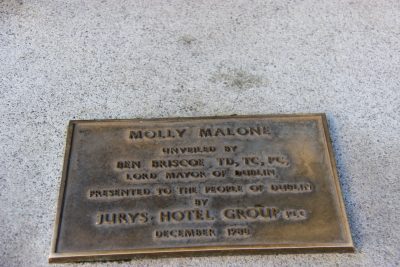 MOLLY MALONE
UNVEILED BY
BEN BRISCOE TD, TC, PC,
LORD MAYOR OF DUBLIN
PRESENTED TO THE PEOPLE OF DUBLIN
BY
JURYS HOTEL GROUP PLC
DECEMBER 1988